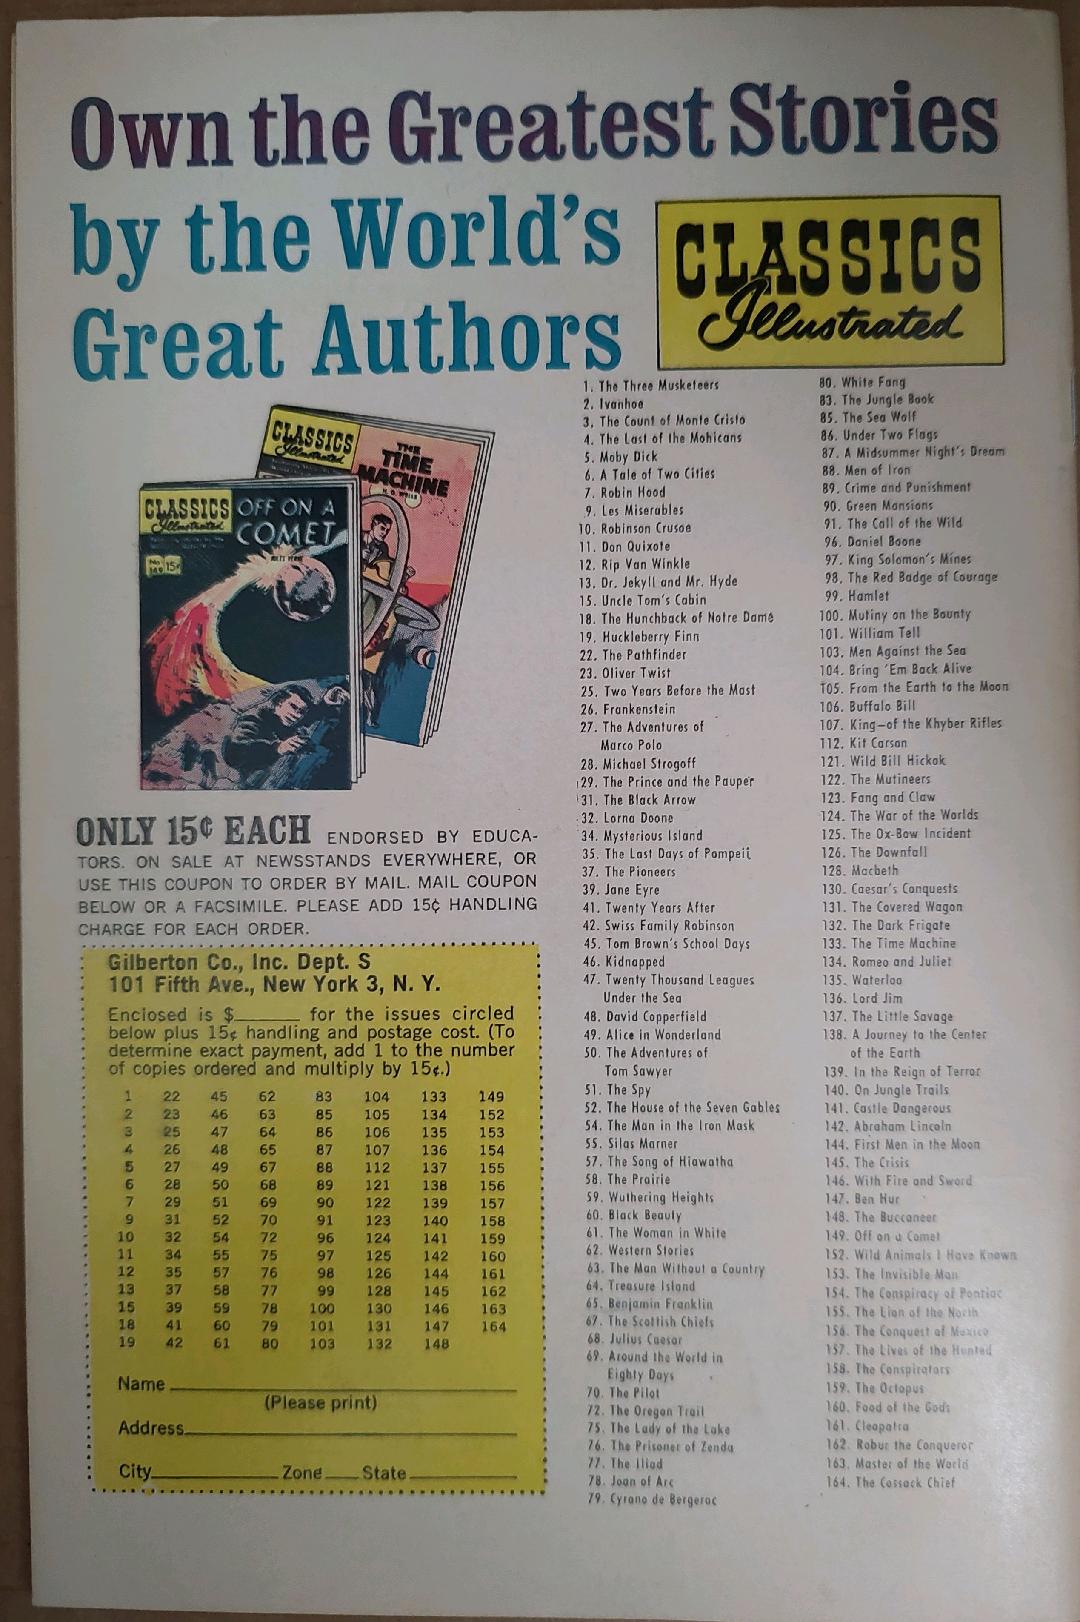 Own the Greatest Stories
by the World's
Great Authors
CLASSICS
Illustrated
CLASSICS
Illustrated
THE
TIME
MACHINE
H. G. WELLS
CLASSICS
Illustrated
OFF ON A
COMET
JULES VERNE
No. 149 15¢
ONLY 15¢ EACH ENDORSED BY EDUCA-
TORS. ON SALE AT NEWSSTANDS EVERYWHERE, OR
USE THIS COUPON TO ORDER BY MAIL. MAIL COUPON
BELOW OR A FACSIMILE. PLEASE ADD 15¢ HANDLING
CHARGE FOR EACH ORDER.
Gilberton Co., Inc. Dept. S
101 Fifth Ave., New York 3, N. Y.
Enclosed is $______ for the issues circled
below plus 15¢ handling and postage cost. (To
determine exact payment, add 1 to the number
of copies ordered and multiply by 15¢.)
1 22 45 62 83 104 133 149
2 23 46 63 85 105 134 152
3 25 47 64 86 106 135 153
4 26 48 65 87 107 136 154
5 27 49 67 88 112 137 155
6 28 50 68 89 121 138 156
7 29 51 69 90 122 139 157
9 31 52 70 91 123 140 158
10 32 54 72 96 124 141 159
11 34 55 75 97 125 142 160
12 35 57 76 98 126 144 161
13 37 58 77 99 128 145 162
15 39 59 78 100 130 146 163
18 41 60 79 101 131 147 164
19 42 61 80 103 132 148
Name
(Please print)
Address
City Zone State
1. The Three Musketeers
2. Ivanhoe
3. The Count of Monte Cristo
4. The Last of the Mohicans
5. Moby Dick
6. A Tale of Two Cities
7. Robin Hood
9. Les Miserables
10. Robinson Crusoe
11. Don Quixote
12. Rip Van Winkle
13. Dr. Jekyll and Mr. Hyde
15. Uncle Tom's Cabin
18. The Hunchback of Notre Dame
19. Huckleberry Finn
22. The Pathfinder
23. Oliver Twist
25. Two Years Before the Mast
26. Frankenstein
27. The Adventures of
Marco Polo
28. Michael Strogoff
29. The Prince and the Pauper
31. The Black Arrow
32. Lorna Doone
34. Mysterious Island
35. The Last Days of Pompeii
37. The Pioneers
39. Jane Eyre
41. Twenty Years After
42. Swiss Family Robinson
45. Tom Brown's School Days
46. Kidnapped
47. Twenty Thousand Leagues
Under the Sea
48. David Copperfield
49. Alice in Wonderland
50. The Adventures of
Tom Sawyer
51. The Spy
52. The House of the Seven Gables
54. The Man in the Iron Mask
55. Silas Marner
57. The Song of Hiawatha
58. The Prairie
59. Wuthering Heights
60. Black Beauty
61. The Woman in White
62. Western Stories
63. The Man Without a Country
64. Treasure Island
65. Benjamin Franklin
67. The Scottish Chiefs
68. Julius Caesar
69. Around the World in
Eighty Days
70. The Pilot
72. The Oregon Trail
75. The Lady of the Lake
76. The Prisoner of Zenda
77. The Iliad
78. Joan of Arc
79. Cyrano de Bergerac
80. White Fang
83. The Jungle Book
85. The Sea Wolf
86. Under Two Flags
87. A Midsummer Night's Dream
88. Men of Iron
89. Crime and Punishment
90. Green Mansions
91. The Call of the Wild
96. Daniel Boone
97. King Solomon's Mines
98. The Red Badge of Courage
99. Hamlet
100. Mutiny on the Bounty
101. William Tell
103. Men Against the Sea
104. Bring 'Em Back Alive
105. From the Earth to the Moon
106. Buffalo Bill
107. King—of the Khyber Rifles
112. Kit Carson
121. Wild Bill Hickok
122. The Mutineers
123. Fang and Claw
124. The War of the Worlds
125. The Ox-Bow Incident
126. The Downfall
128. Macbeth
130. Caesar's Conquests
131. The Covered Wagon
132. The Dark Frigate
133. The Time Machine
134. Romeo and Juliet
135. Waterloo
136. Lord Jim
137. The Little Savage
138. A Journey to the Center
of the Earth
139. In the Reign of Terror
140. On Jungle Trails
141. Castle Dangerous
142. Abraham Lincoln
144. First Men in the Moon
145. The Crisis
146. With Fire and Sword
147. Ben Hur
148. The Buccaneer
149. Off on a Comet
152. Wild Animals I Have Known
153. The Invisible Man
154. The Conspiracy of Pontiac
155. The Lion of the North
156. The Conquest of Mexico
157. The Lives of the Hunted
158. The Conspirators
159. The Octopus
160. Food of the Gods
161. Cleopatra
162. Robur the Conqueror
163. Master of the World
164. The Cossack Chief